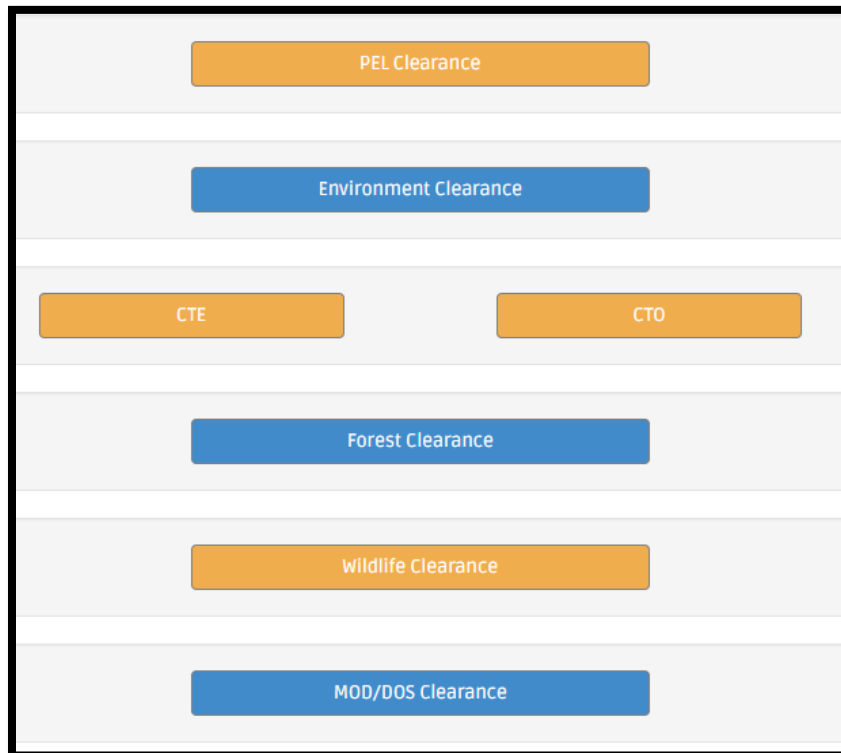 PEL Clearance
Environment Clearance
CTE
CTO
Forest Clearance
Wildlife Clearance
MOD/DOS Clearance